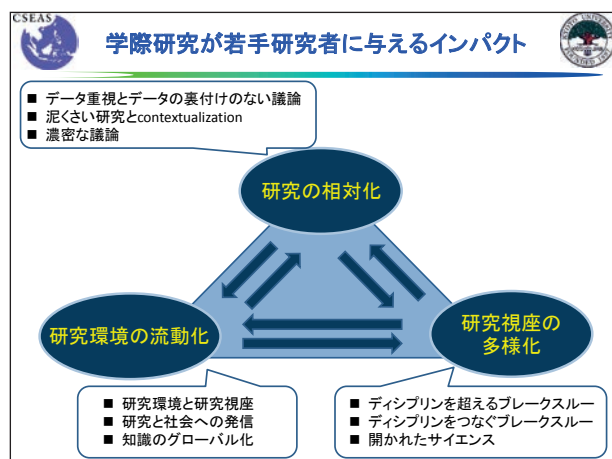 CSEAS
学際研究が若手研究者に与えるインパクト
KYOTO UNIVERSITY
FOUNDED 1897
■ データ重視とデータの裏付けのない議論
■ 泥くさい研究とcontextualization
■ 濃密な議論
研究の相対化
研究環境の流動化
研究視座の
多様化
■ 研究環境と研究視座
■ 研究と社会への発信
■ 知識のグローバル化
■ ディシプリンを超えるブレークスルー
■ ディシプリンをつなぐブレークスルー
■ 開かれたサイエンス